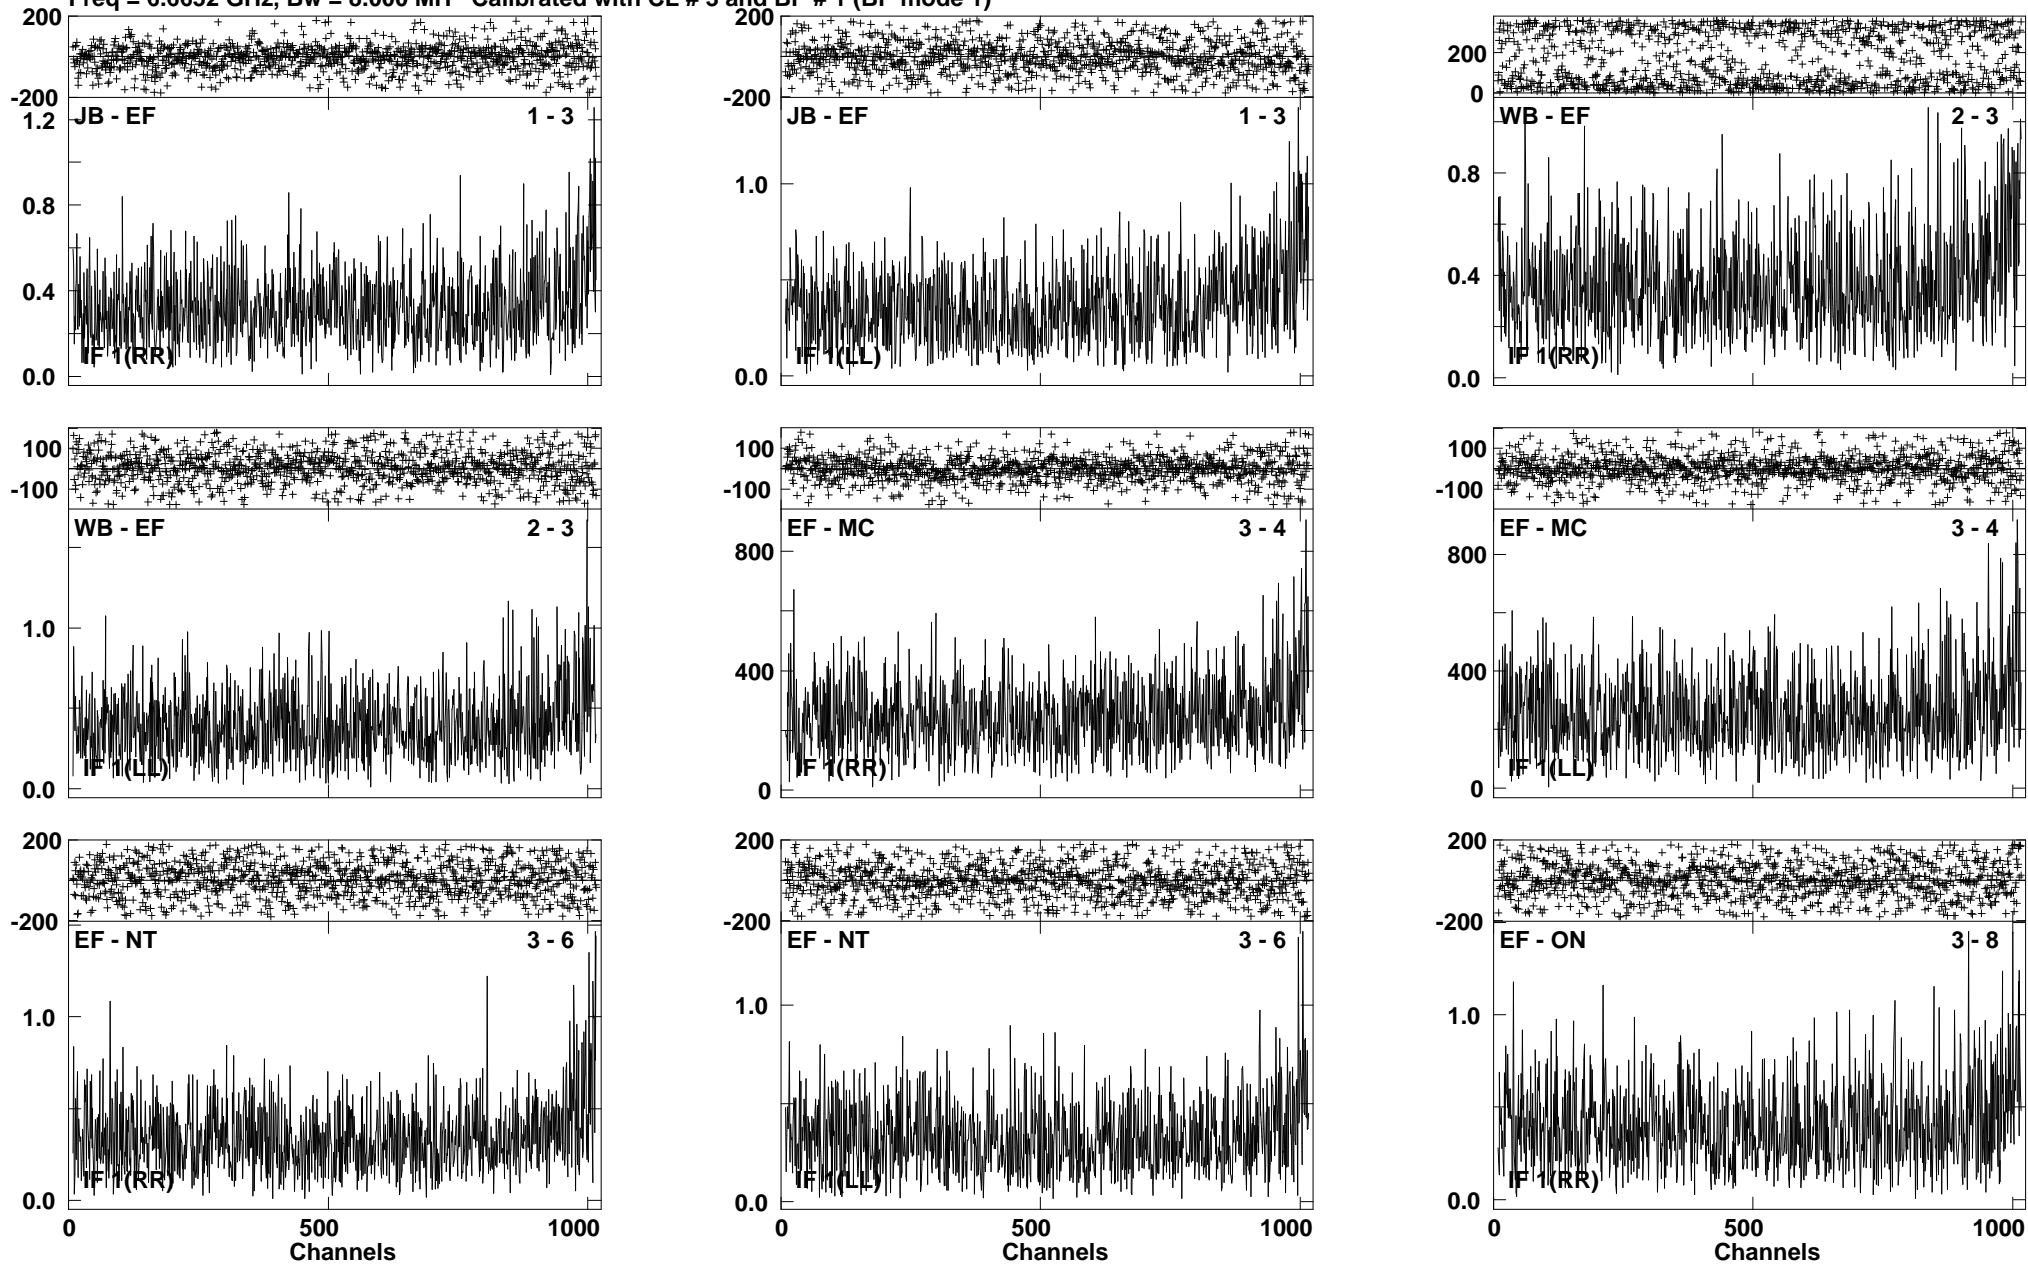 200
-200
1.2
0.8
0.4
0.0
JB - EF 1 - 3
IF 1(RR)
200
-200
1.0
0.0
JB - EF 1 - 3
IF 1(LL)
200
0
0.8
0.4
0.0
WB - EF 2 - 3
IF 1(RR)
100
-100
1.0
0.0
WB - EF 2 - 3
IF 1(LL)
100
-100
800
400
0
EF - MC 3 - 4
IF 1(RR)
100
-100
800
400
0
EF - MC 3 - 4
IF 1(LL)
200
-200
1.0
0.0
EF - NT 3 - 6
IF 1(RR)
0 500 1000
Channels
200
-200
1.0
0.0
EF - NT 3 - 6
IF 1(LL)
0 500 1000
Channels
200
-200
1.0
0.0
EF - ON 3 - 8
IF 1(RR)
0 500 1000
Channels